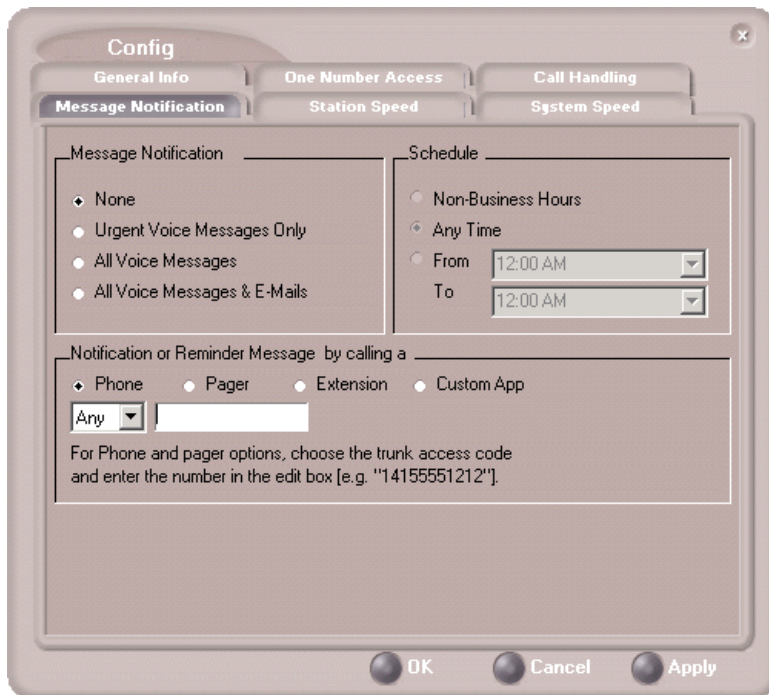 Config
General Info
One Number Access
Call Handling
Message Notification
Station Speed
System Speed
Message Notification
None
Urgent Voice Messages Only
All Voice Messages
All Voice Messages & E-Mails
Schedule
Non-Business Hours
Any Time
From 12:00 AM
To 12:00 AM
Notification or Reminder Message by calling a
Phone Pager Extension Custom App
Any
For Phone and pager options, choose the trunk access code
and enter the number in the edit box [e.g. "14155551212"].
OK Cancel Apply